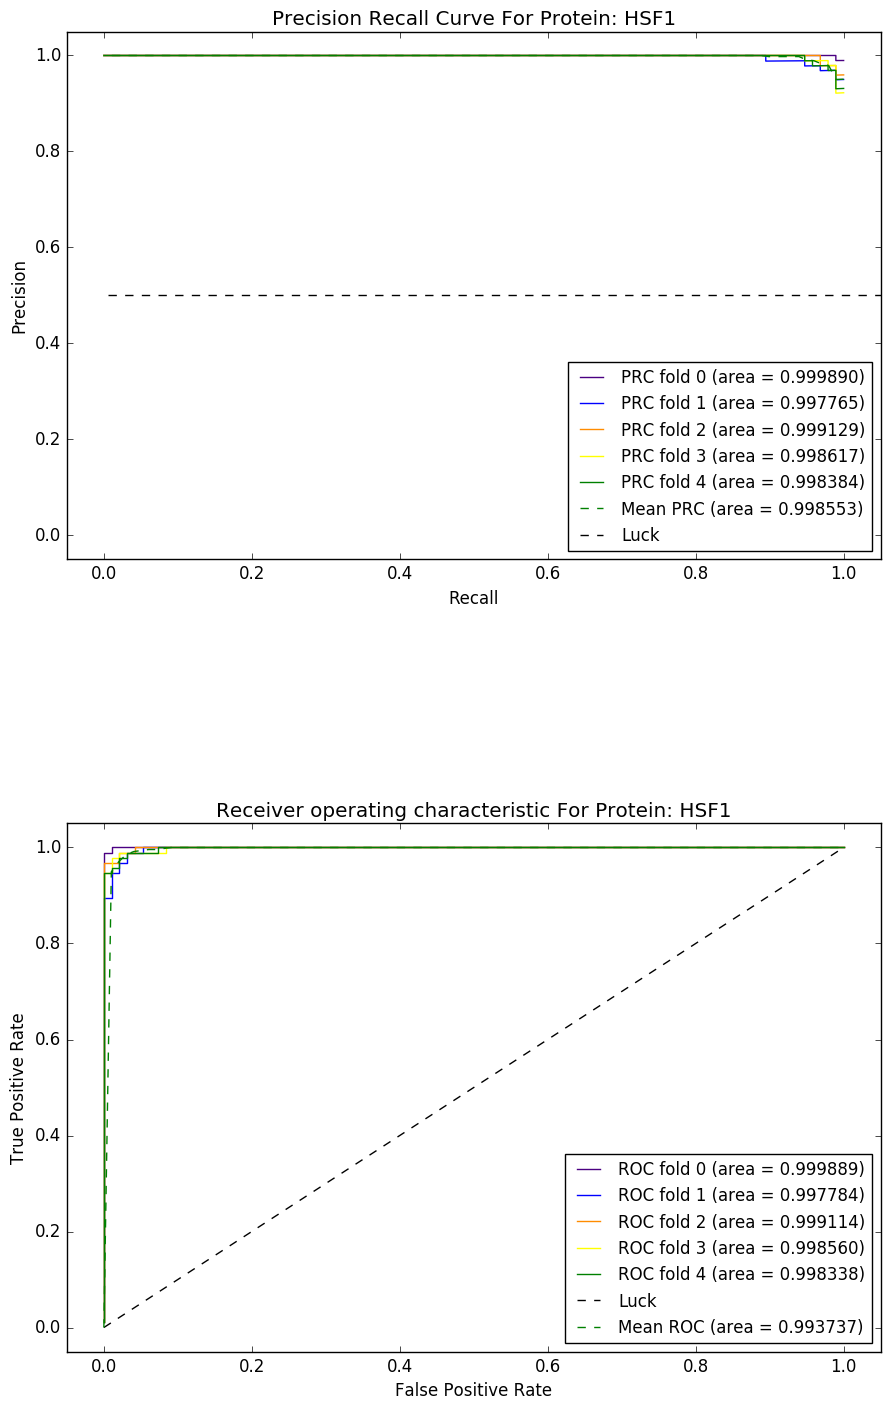 Precision Recall Curve For Protein: HSF1
1.0
0.8
0.6
0.4
0.2
0.0
Precision
PRC fold 0 (area = 0.999890)
PRC fold 1 (area = 0.997765)
PRC fold 2 (area = 0.999129)
PRC fold 3 (area = 0.998617)
PRC fold 4 (area = 0.998384)
Mean PRC (area = 0.998553)
Luck
0.0 0.2 0.4 0.6 0.8 1.0
Recall
Receiver operating characteristic For Protein: HSF1
1.0
0.8
0.6
0.4
0.2
0.0
True Positive Rate
ROC fold 0 (area = 0.999889)
ROC fold 1 (area = 0.997784)
ROC fold 2 (area = 0.999114)
ROC fold 3 (area = 0.998560)
ROC fold 4 (area = 0.998338)
Luck
Mean ROC (area = 0.993737)
0.0 0.2 0.4 0.6 0.8 1.0
False Positive Rate